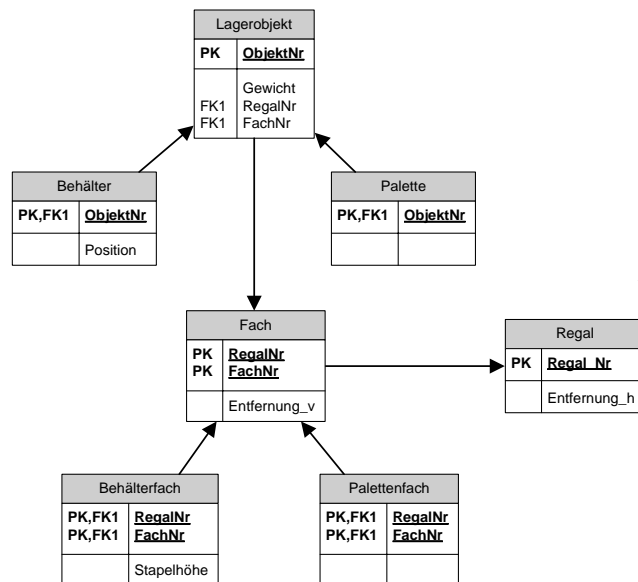 Lagerobjekt
PK ObjektNr
Gewicht
FK1 RegalNr
FK1 FachNr
Behälter
PK,FK1 ObjektNr
Position
Palette
PK,FK1 ObjektNr
Fach
PK RegalNr
PK FachNr
Entfernung_v
Regal
PK Regal_Nr
Entfernung_h
Behälterfach
PK,FK1 RegalNr
PK,FK1 FachNr
Stapelhöhe
Palettenfach
PK,FK1 RegalNr
PK,FK1 FachNr